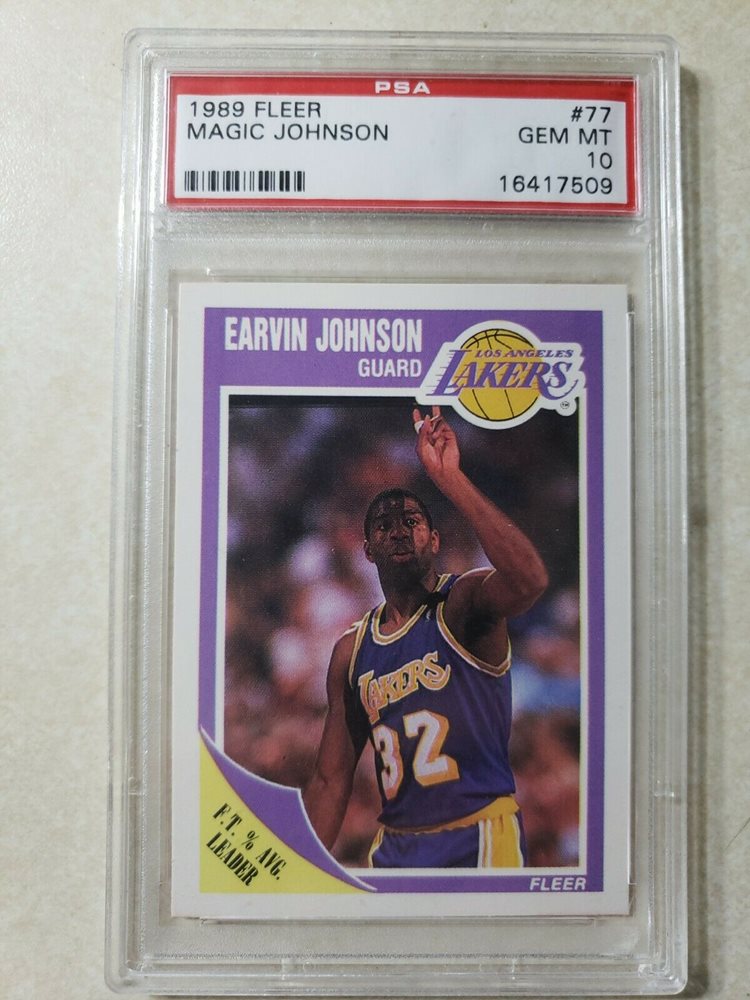 PSA
1989 FLEER #77
MAGIC JOHNSON GEM MT
10
16417509
EARVIN JOHNSON
GUARD
LOS ANGELES
LAKERS
TM
LAKERS
32
F.T. % AVG.
LEADER
FLEER